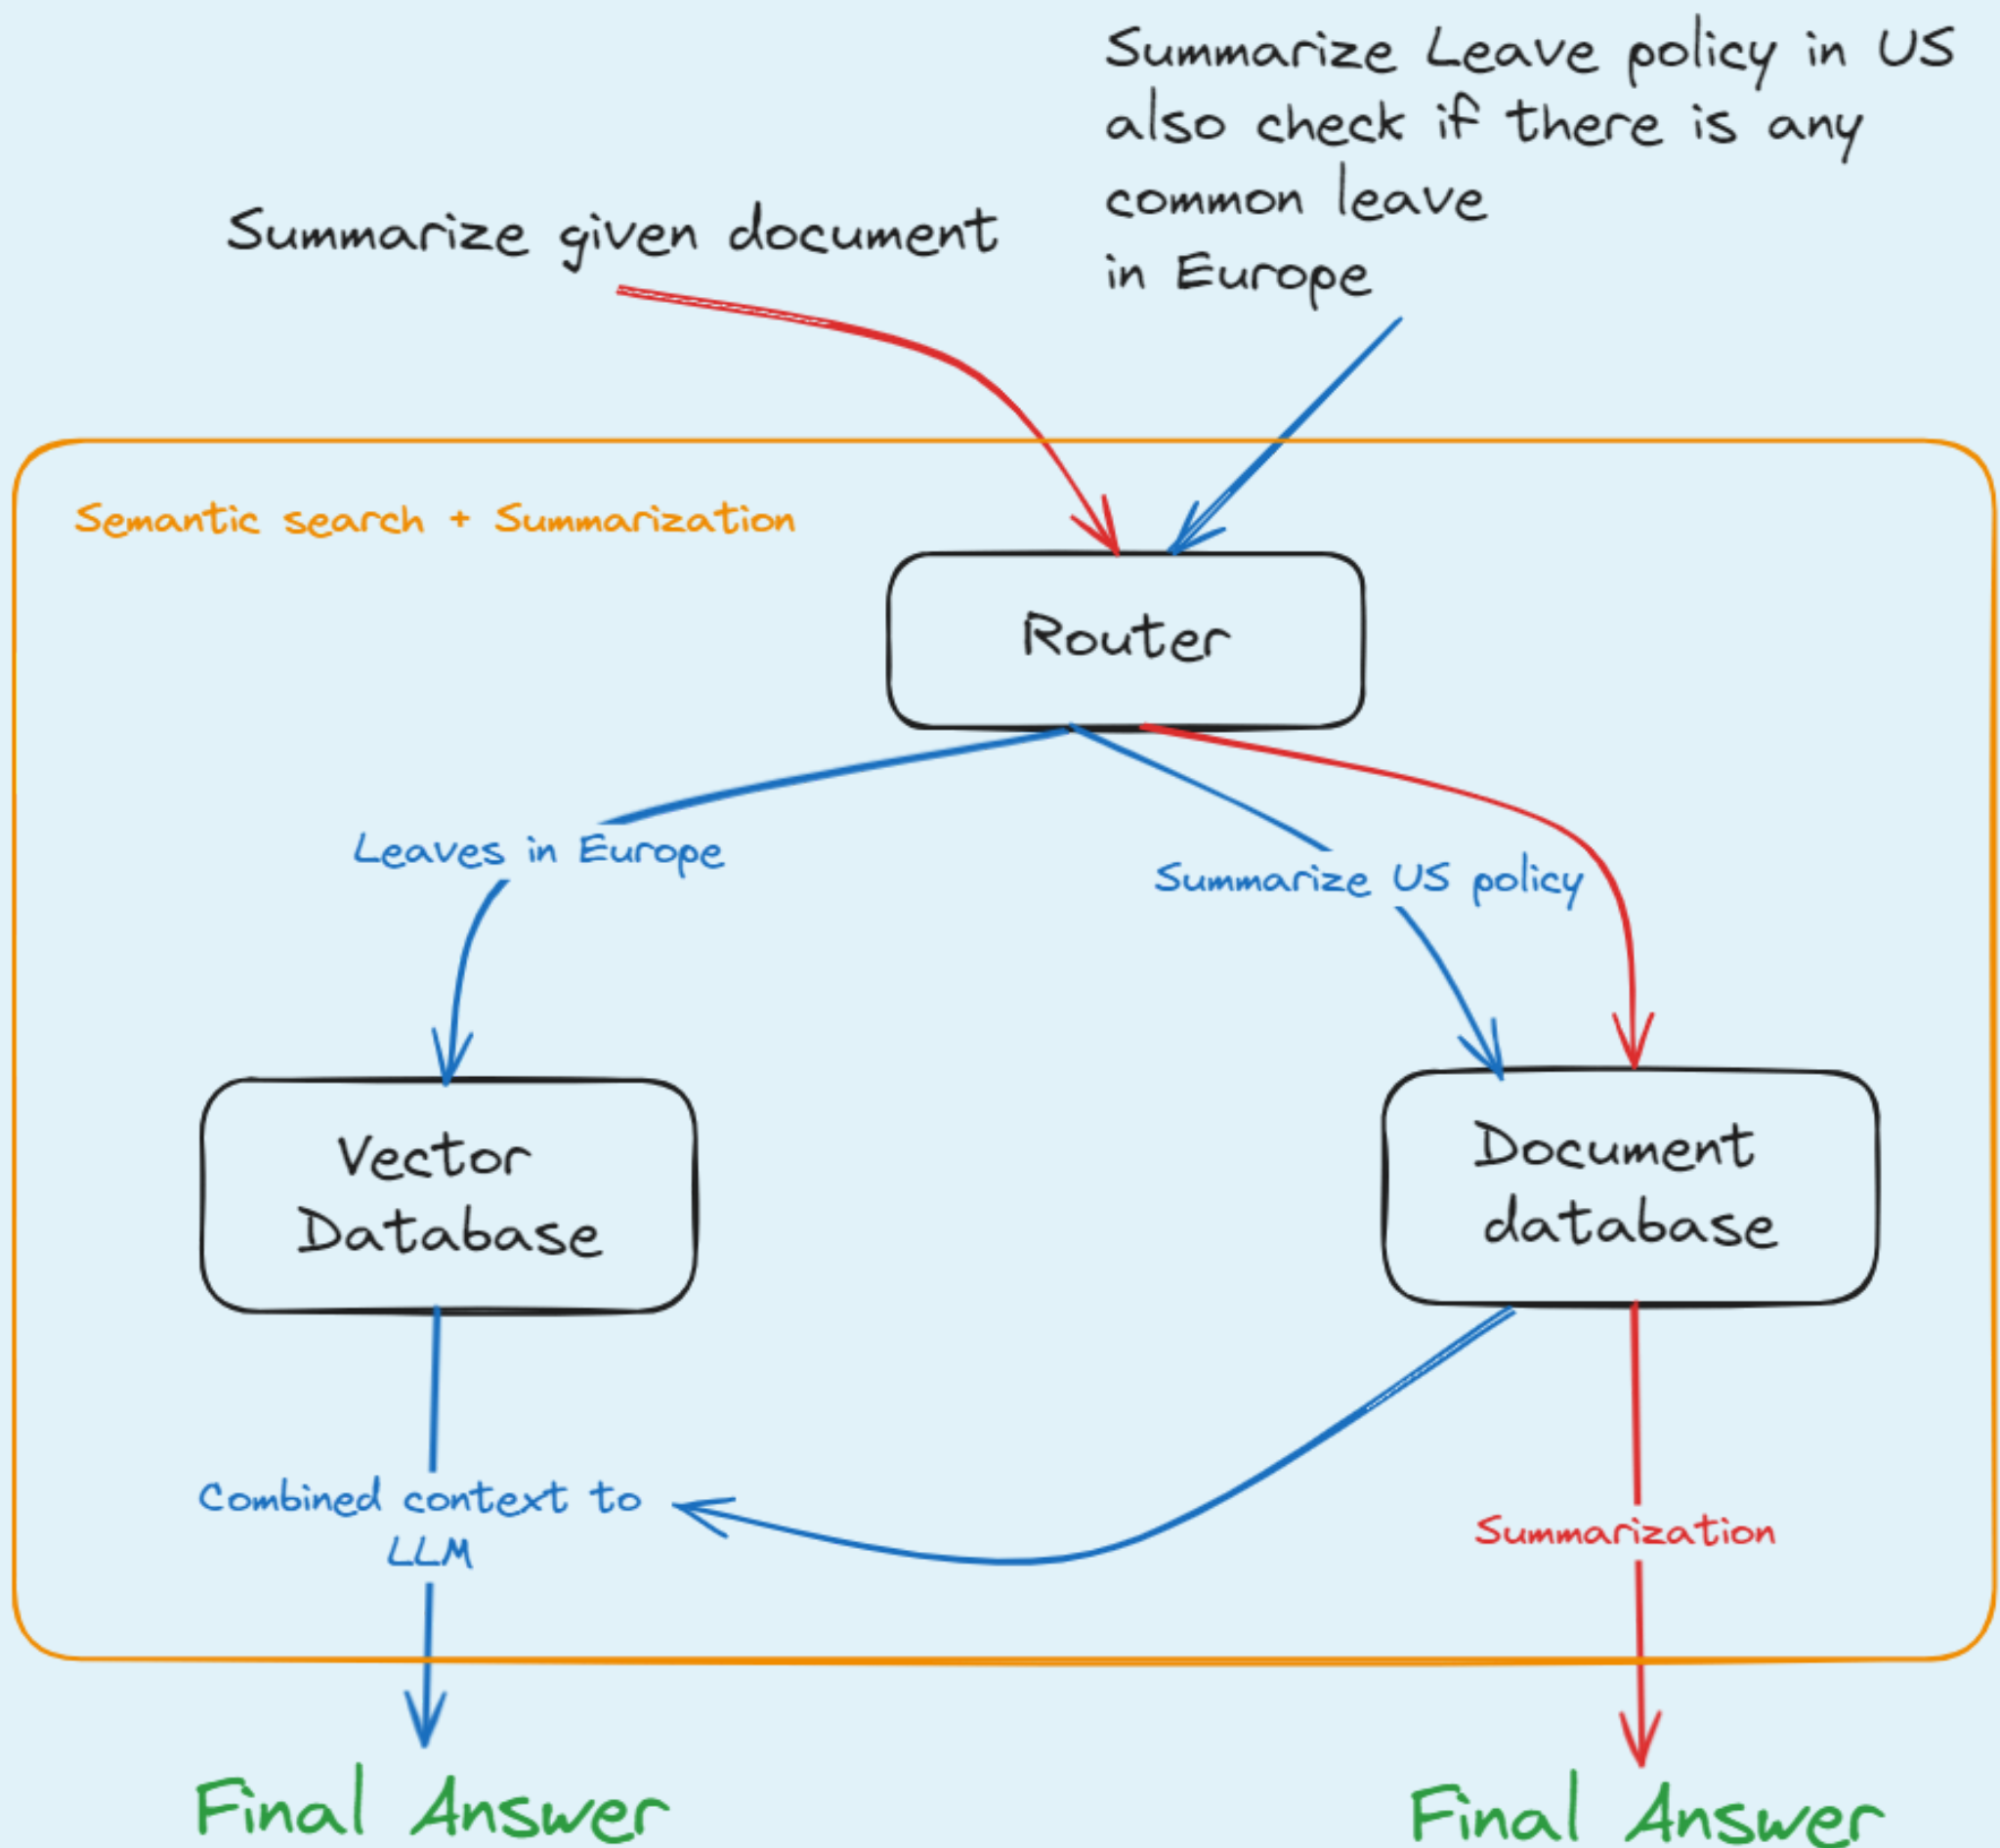 Summarize Leave policy in US
also check if there is any
common leave
in Europe
Summarize given document
Semantic search + Summarization
Router
Leaves in Europe
Summarize US policy
Vector
Database
Document
database
Combined context to
LLM
Summarization
Final Answer
Final Answer